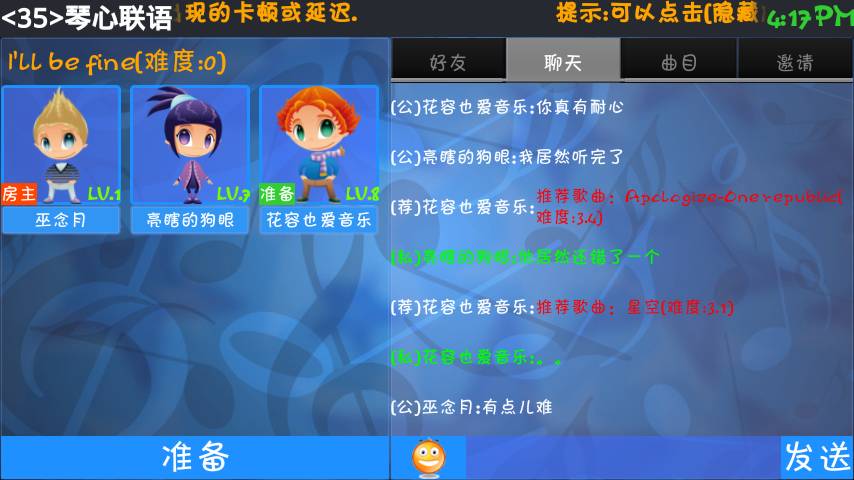 <35>琴心联语
现的卡顿或延迟.
提示:可以点击(隐藏
4:17PM
I'll be fine(难度:0)
好友
聊天
曲目
邀请
房主 LV.1
LV.7
准备 LV.8
巫念月
亮瞎的狗眼
花容也爱音乐
(公)花容也爱音乐:你真有耐心
(公)亮瞎的狗眼:我居然听完了
(荐)花容也爱音乐:推荐歌曲：Apologize-Onerepublic(
难度:3.4)
(私)亮瞎的狗眼:他居然还错了一个
(荐)花容也爱音乐:推荐歌曲：星空(难度:3.1)
(私)花容也爱音乐:。。
(公)巫念月:有点儿难
准备
发送